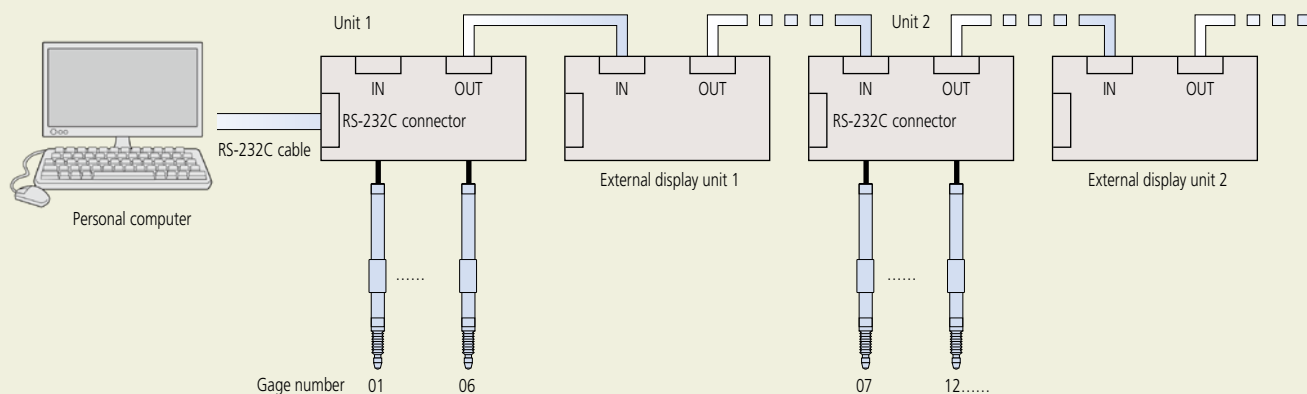 Unit 1
Unit 2
IN
OUT
IN
OUT
IN
OUT
IN
OUT
RS-232C connector
RS-232C connector
RS-232C cable
External display unit 1
External display unit 2
Personal computer
......
......
Gage number 01 06 07 12......